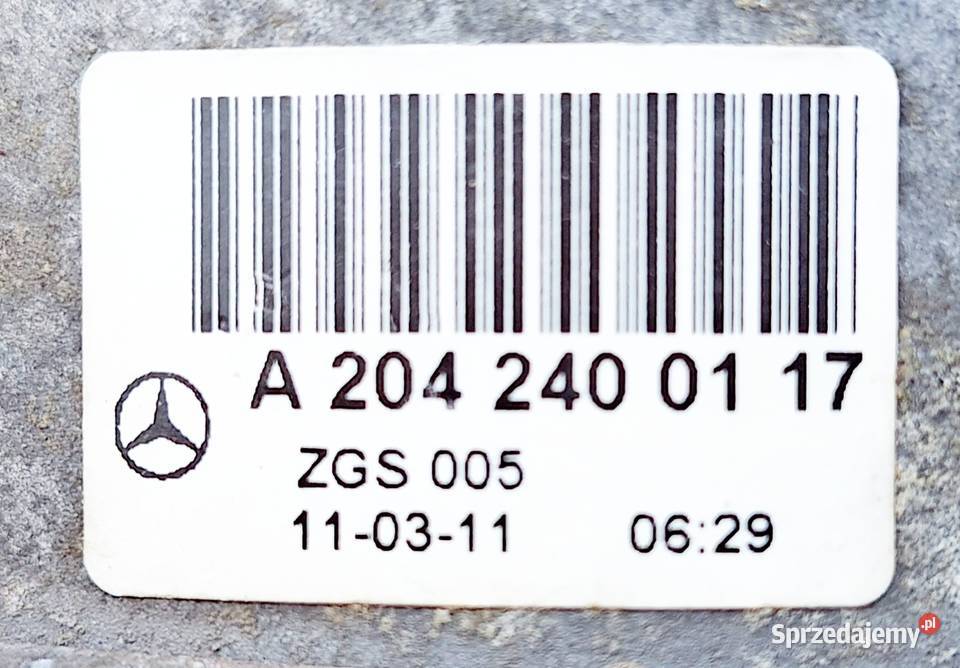 A 204 240 01 17
ZGS 005
11-03-11 06:29
Sprzedajemy.pl